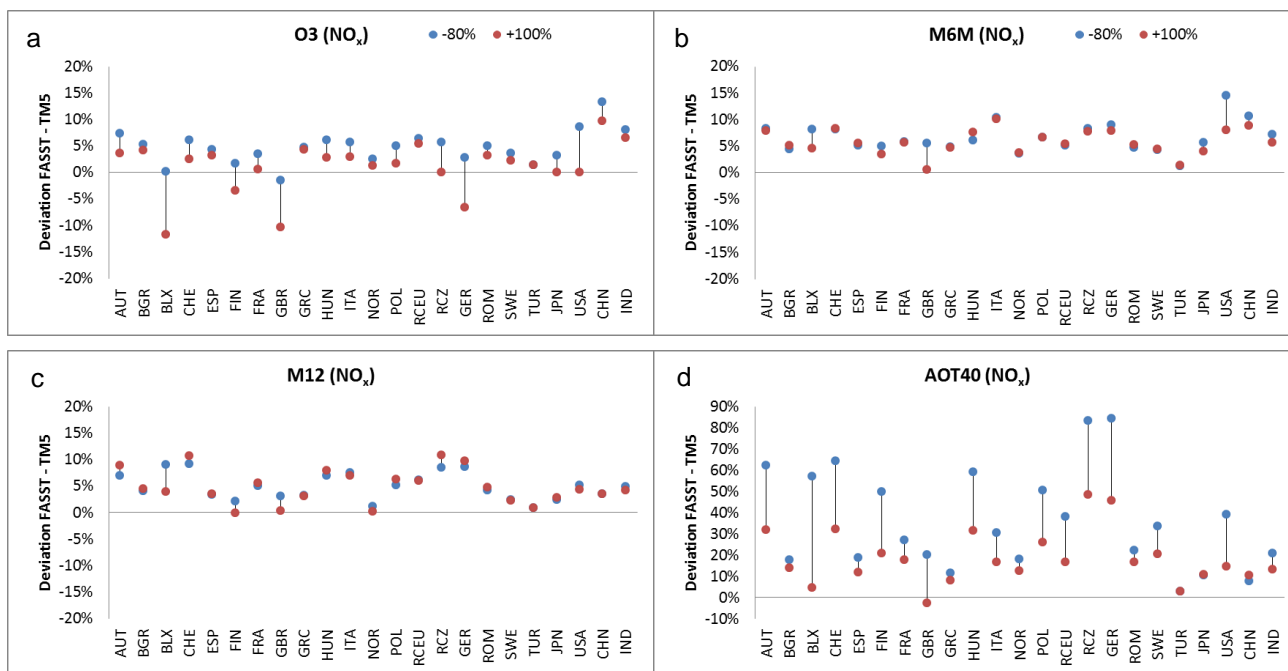 a
O3 (NOx)
-80%
+100%
Deviation FASST - TM5
20%
15%
10%
5%
0%
-5%
-10%
-15%
-20%
AUT BGR BLX CHE ESP FIN FRA GBR GRC HUN ITA NOR POL RCEU RCZ GER ROM SWE TUR JPN USA CHN IND
b
M6M (NOx)
-80%
+100%
Deviation FASST - TM5
20%
15%
10%
5%
0%
-5%
-10%
-15%
-20%
AUT BGR BLX CHE ESP FIN FRA GBR GRC HUN ITA NOR POL RCEU RCZ GER ROM SWE TUR JPN USA CHN IND
c
M12 (NOx)
Deviation FASST - TM5
20%
15%
10%
5%
0%
-5%
-10%
-15%
-20%
AUT BGR BLX CHE ESP FIN FRA GBR GRC HUN ITA NOR POL RCEU RCZ GER ROM SWE TUR JPN USA CHN IND
d
AOT40 (NOx)
Deviation FASST - TM5
90%
80%
70%
60%
50%
40%
30%
20%
10%
0%
-10%
AUT BGR BLX CHE ESP FIN FRA GBR GRC HUN ITA NOR POL RCEU RCZ GER ROM SWE TUR JPN USA CHN IND